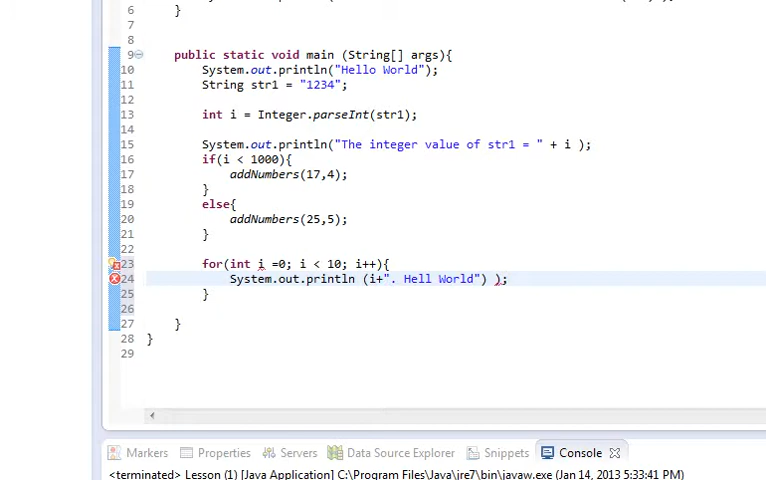 6 }
7
8
9 public static void main (String[] args){
10 System.out.println("Hello World");
11 String str1 = "1234";
12
13 int i = Integer.parseInt(str1);
14
15 System.out.println("The integer value of str1 = " + i );
16 if(i < 1000){
17 addNumbers(17,4);
18 }
19 else{
20 addNumbers(25,5);
21 }
22
23 for(int i =0; i < 10; i++){
24 System.out.println (i+". Hell World") );
25 }
26
27 }
28 }
29
Markers Properties Servers Data Source Explorer Snippets Console
<terminated> Lesson (1) [Java Application] C:\Program Files\Java\jre7\bin\javaw.exe (Jan 14, 2013 5:33:41 PM)